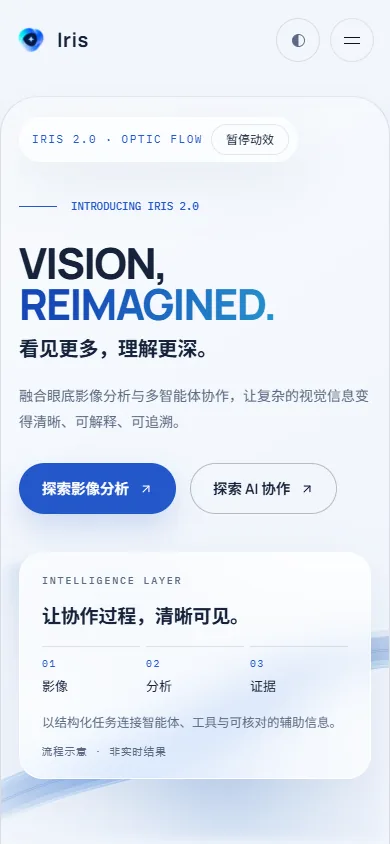 Iris
IRIS 2.0 · OPTIC FLOW
暂停动效
INTRODUCING IRIS 2.0
VISION,
REIMAGINED.
看见更多，理解更深。
融合眼底影像分析与多智能体协作，让复杂的视觉信息变
得清晰、可解释、可追溯。
探索影像分析
探索 AI 协作
INTELLIGENCE LAYER
让协作过程，清晰可见。
01
影像
02
分析
03
证据
以结构化任务连接智能体、工具与可核对的辅助信息。
流程示意 · 非实时结果